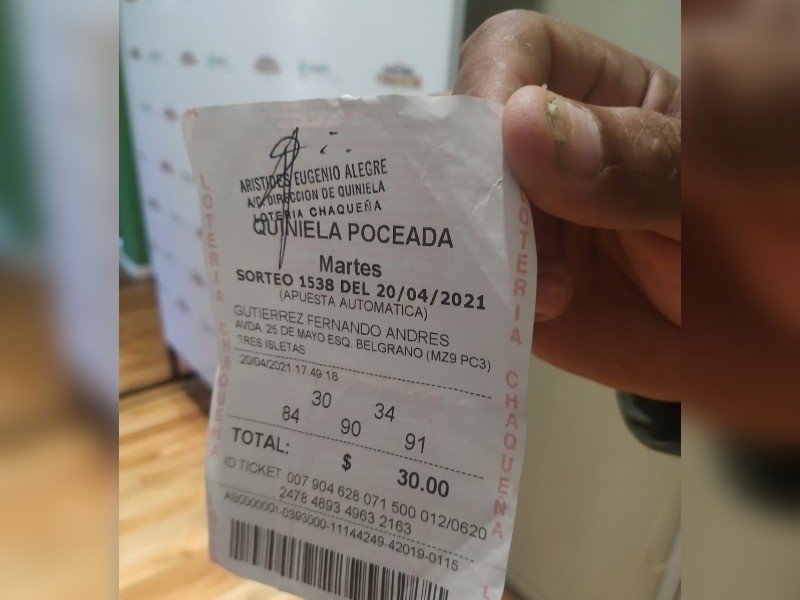 ARISTIDES EUGENIO ALEGRE
A/C DIRECCION DE QUINIELA
LOTERIA CHAQUEÑA
QUINIELA POCEADA
Martes
SORTEO 1538 DEL 20/04/2021
(APUESTA AUTOMATICA)
GUTIERREZ FERNANDO ANDRES
AVDA. 25 DE MAYO ESQ. BELGRANO (MZ9 PC3)
TRES ISLETAS
20/04/2021 17.49.18
30 34
84 90 91
TOTAL: $ 30.00
ID TICKET 007 904 628 071 500 012/0620
2478 4893 4963 2163
AB0000001-0393000-11144249-42019-0115
LOTERIA CHAQUEÑA
LOTERIA CHAQUEÑA